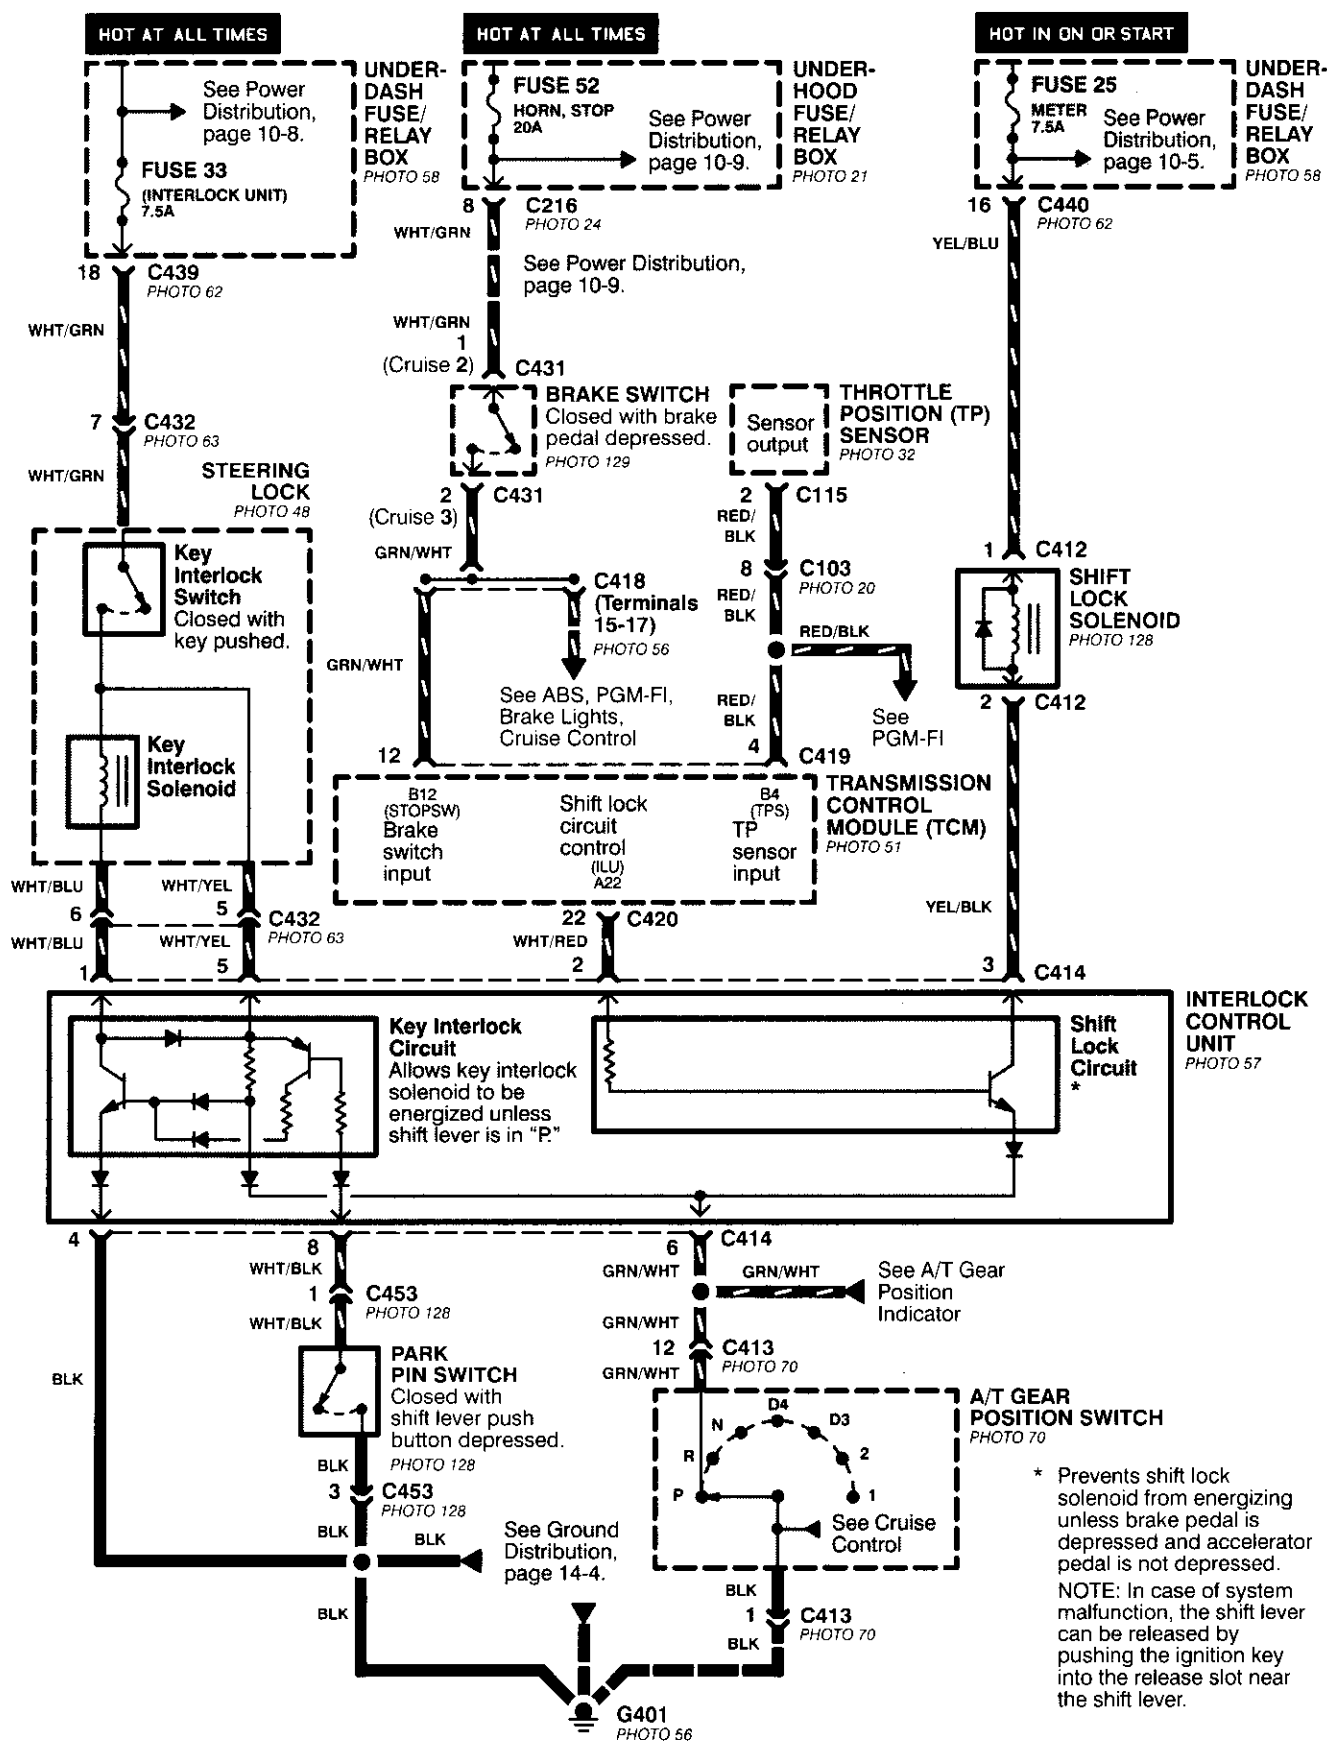 HOT AT ALL TIMES
HOT AT ALL TIMES
HOT IN ON OR START
See Power
Distribution,
page 10-8.
FUSE 33
(INTERLOCK UNIT)
7.5A
UNDER-
DASH
FUSE/
RELAY
BOX
PHOTO 58
FUSE 52
HORN, STOP
20A
See Power
Distribution,
page 10-9.
UNDER-
HOOD
FUSE/
RELAY
BOX
PHOTO 21
FUSE 25
METER
7.5A
See Power
Distribution,
page 10-5.
UNDER-
DASH
FUSE/
RELAY
BOX
PHOTO 58
18
C439
PHOTO 62
8
C216
PHOTO 24
16
C440
PHOTO 62
WHT/GRN
YEL/BLU
See Power Distribution,
page 10-9.
WHT/GRN
WHT/GRN
1
(Cruise 2)
C431
7
C432
PHOTO 63
WHT/GRN
BRAKE SWITCH
Closed with brake
pedal depressed.
PHOTO 129
Sensor
output
THROTTLE
POSITION (TP)
SENSOR
PHOTO 32
STEERING
LOCK
PHOTO 48
2
(Cruise 3)
C431
GRN/WHT
2
C115
RED/
BLK
8
C103
PHOTO 20
RED/
BLK
RED/BLK
1
C412
SHIFT
LOCK
SOLENOID
PHOTO 128
2
C412
Key
Interlock
Switch
Closed with
key pushed.
C418
(Terminals
15-17)
PHOTO 56
GRN/WHT
See ABS, PGM-FI,
Brake Lights,
Cruise Control
RED/
BLK
See
PGM-FI
Key
Interlock
Solenoid
12
4
C419
B12
(STOPSW)
Brake
switch
input
Shift lock
circuit
control
(ILU)
A22
B4
(TPS)
TP
sensor
input
TRANSMISSION
CONTROL
MODULE (TCM)
PHOTO 51
WHT/BLU
WHT/YEL
6
5
C432
PHOTO 63
WHT/BLU
WHT/YEL
22
C420
WHT/RED
YEL/BLK
1
5
2
3
C414
INTERLOCK
CONTROL
UNIT
PHOTO 57
Key Interlock
Circuit
Allows key interlock
solenoid to be
energized unless
shift lever is in "P."
Shift
Lock
Circuit
*
4
8
6
C414
WHT/BLK
1
C453
PHOTO 128
WHT/BLK
GRN/WHT
GRN/WHT
See A/T Gear
Position
Indicator
GRN/WHT
12
C413
PHOTO 70
GRN/WHT
BLK
PARK
PIN SWITCH
Closed with
shift lever push
button depressed.
PHOTO 128
BLK
3
C453
PHOTO 128
BLK
BLK
See Ground
Distribution,
page 14-4.
BLK
P
R
N
D4
D3
2
1
See Cruise
Control
A/T GEAR
POSITION SWITCH
PHOTO 70
BLK
1
C413
PHOTO 70
BLK
G401
PHOTO 56
* Prevents shift lock
solenoid from energizing
unless brake pedal is
depressed and accelerator
pedal is not depressed.
NOTE: In case of system
malfunction, the shift lever
can be released by
pushing the ignition key
into the release slot near
the shift lever.